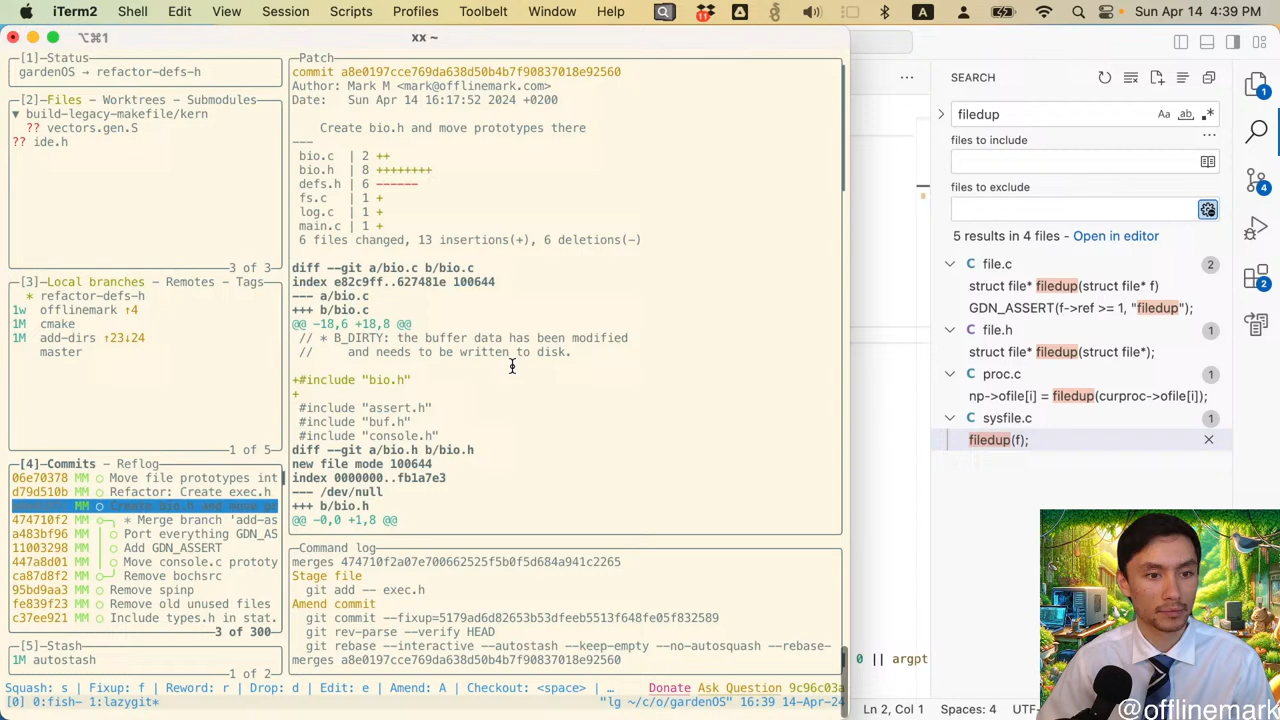 iTerm2 Shell Edit View Session Scripts Profiles Toolbelt Window Help
11 A Sun Apr 14 4:39 PM
⌥⌘1 xx ~
[1]—Status
gardenOS → refactor-defs-h
[2]—Files — Worktrees — Submodules
▼ build-legacy-makefile/kern
?? vectors.gen.S
?? ide.h
3 of 3
[3]—Local branches — Remotes — Tags
* refactor-defs-h
1w offlinemark ↑4
1M cmake
1M add-dirs ↑23↓24
master
1 of 5
[4]—Commits — Reflog
06e70378 MM ○ Move file prototypes int
d79d510b MM ○ Refactor: Create exec.h
MM ○ Create bio.h and move pr
474710f2 MM * Merge branch 'add-as
a483bf96 MM ○ Port everything GDN_AS
11003298 MM ○ Add GDN_ASSERT
447a8d01 MM ○ Move console.c prototy
ca87d8f2 MM ○ Remove bochsrc
95bd9aa3 MM ○ Remove spinp
fe839f23 MM ○ Remove old unused files
c37ee921 MM ○ Include types.h in stat.
3 of 300
[5]—Stash
1M autostash
1 of 2
Patch
commit a8e0197cce769da638d50b4b7f90837018e92560
Author: Mark M <mark@offlinemark.com>
Date: Sun Apr 14 16:17:52 2024 +0200
Create bio.h and move prototypes there
---
bio.c | 2 ++
bio.h | 8 ++++++++
defs.h | 6 ------
fs.c | 1 +
log.c | 1 +
main.c | 1 +
6 files changed, 13 insertions(+), 6 deletions(-)
diff --git a/bio.c b/bio.c
index e82c9ff..627481e 100644
--- a/bio.c
+++ b/bio.c
@@ -18,6 +18,8 @@
// * B_DIRTY: the buffer data has been modified
// and needs to be written to disk.
+#include "bio.h"
+
#include "assert.h"
#include "buf.h"
#include "console.h"
diff --git a/bio.h b/bio.h
new file mode 100644
index 0000000..fb1a7e3
--- /dev/null
+++ b/bio.h
@@ -0,0 +1,8 @@
Command log
merges 474710f2a07e700662525f5b0f5d684a941c2265
Stage file
git add -- exec.h
Amend commit
git commit --fixup=5179ad6d82653b53dfeeb5513f648fe05f832589
git rev-parse --verify HEAD
git rebase --interactive --autostash --keep-empty --no-autosquash --rebase-
merges a8e0197cce769da638d50b4b7f90837018e92560
Squash: s | Fixup: f | Reword: r | Drop: d | Edit: e | Amend: A | Checkout: <space> | … Donate Ask Question 9c96c03a
[0] 0:fish- 1:lazygit* "lg ~/c/o/gardenOS" 16:39 14-Apr-24
SEARCH
filedup Aa ab .*
files to include
files to exclude
5 results in 4 files - Open in editor
C file.c 2
struct file* filedup(struct file* f)
GDN_ASSERT(f->ref >= 1, "filedup");
C file.h 1
struct file* filedup(struct file*);
C proc.c 1
np->ofile[i] = filedup(curproc->ofile[i]);
C sysfile.c 1
filedup(f);
1
4
2
0 || argpt
Ln 2, Col 1 Spaces: 4 UTF-
@offlinemark